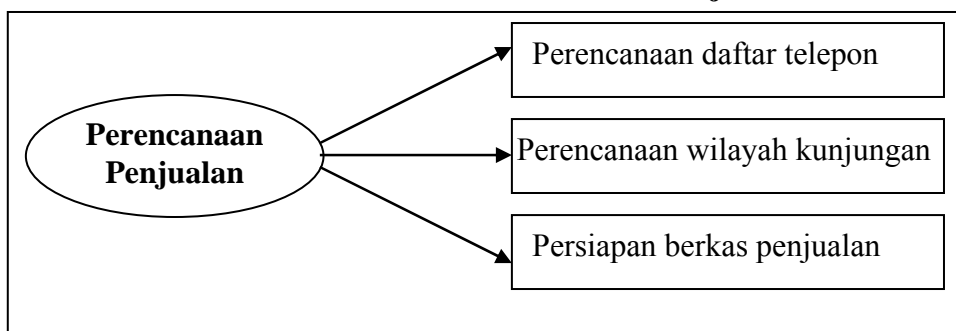 Perencanaan
Penjualan
Perencanaan daftar telepon
Perencanaan wilayah kunjungan
Persiapan berkas penjualan